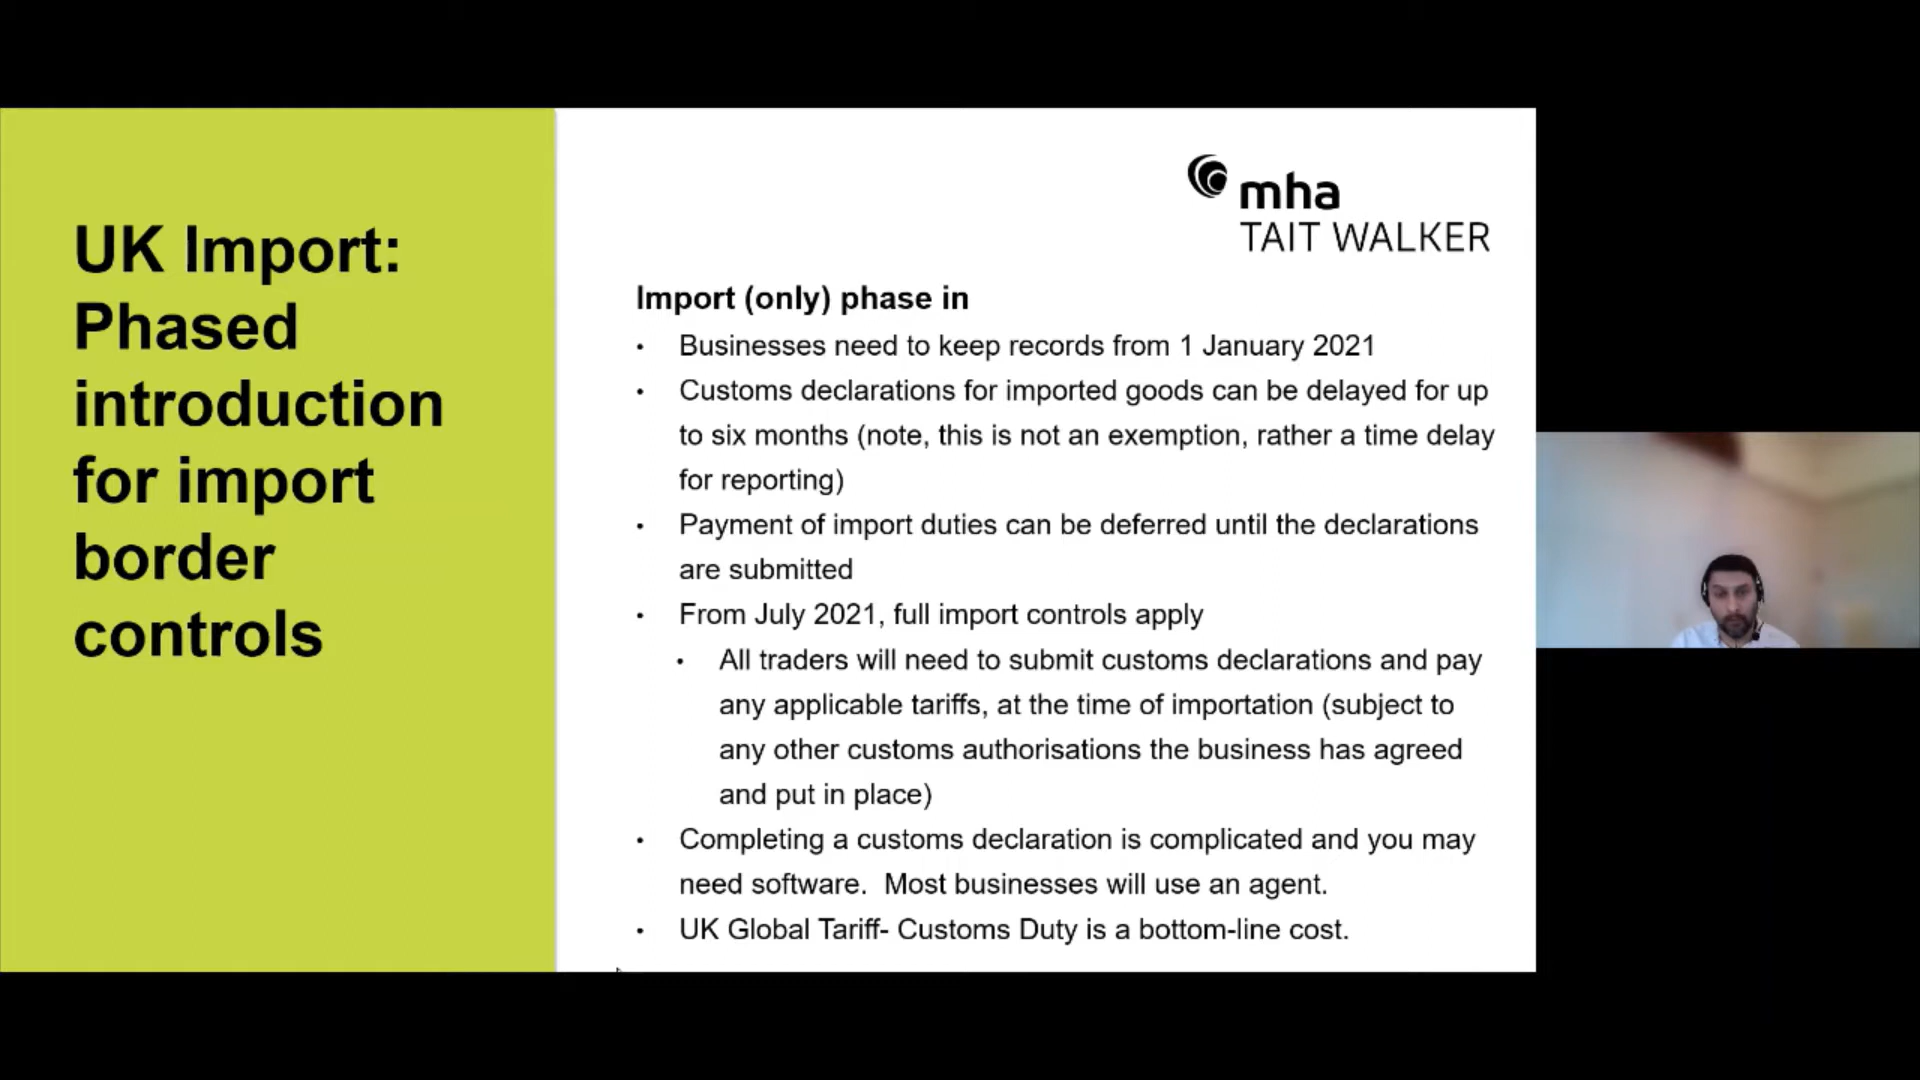 UK Import:
Phased
introduction
for import
border
controls
mha
TAIT WALKER
Import (only) phase in
• Businesses need to keep records from 1 January 2021
• Customs declarations for imported goods can be delayed for up
to six months (note, this is not an exemption, rather a time delay
for reporting)
• Payment of import duties can be deferred until the declarations
are submitted
• From July 2021, full import controls apply
• All traders will need to submit customs declarations and pay
any applicable tariffs, at the time of importation (subject to
any other customs authorisations the business has agreed
and put in place)
• Completing a customs declaration is complicated and you may
need software.  Most businesses will use an agent.
• UK Global Tariff- Customs Duty is a bottom-line cost.